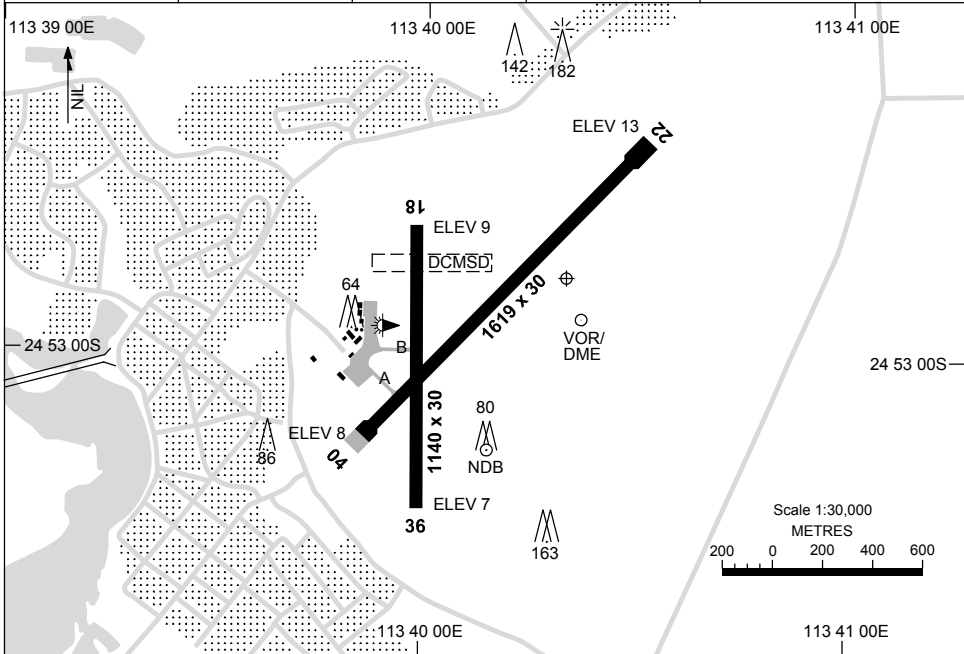 113 39 00E
113 40 00E
113 41 00E
NIL
142
182
ELEV 13
22
18
ELEV 9
DCMSD
64
1619 x 30
VOR/
DME
24 53 00S
B
24 53 00S
A
80
ELEV 8
1140 x 30
86
04
NDB
ELEV 7
36
Scale 1:30,000
METRES
163
200 0 200 400 600
113 40 00E
113 41 00E